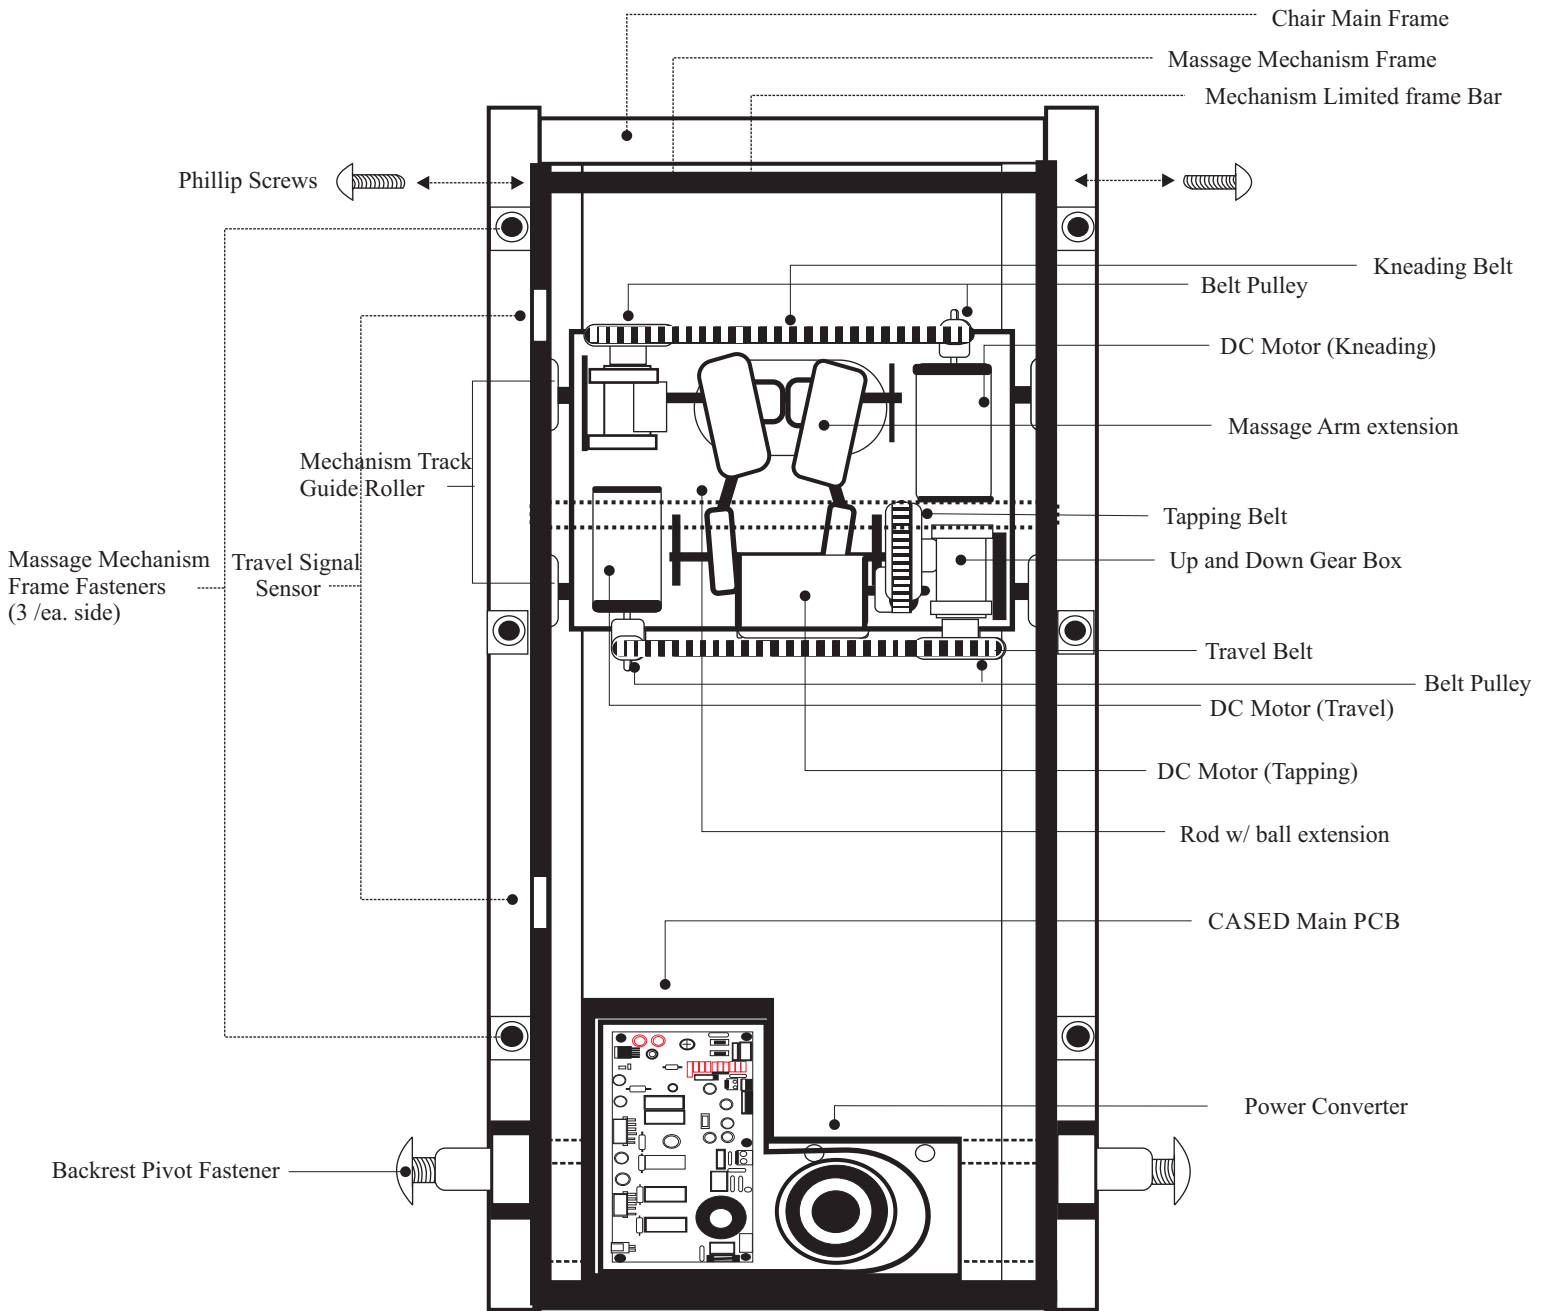 Chair Main Frame
Massage Mechanism Frame
Mechanism Limited frame Bar
Phillip Screws
Kneading Belt
Belt Pulley
DC Motor (Kneading)
Massage Arm extension
Mechanism Track
Guide Roller
Tapping Belt
Massage Mechanism
Frame Fasteners
(3 /ea. side)
Travel Signal
Sensor
Up and Down Gear Box
Travel Belt
Belt Pulley
DC Motor (Travel)
DC Motor (Tapping)
Rod w/ ball extension
CASED Main PCB
Power Converter
Backrest Pivot Fastener